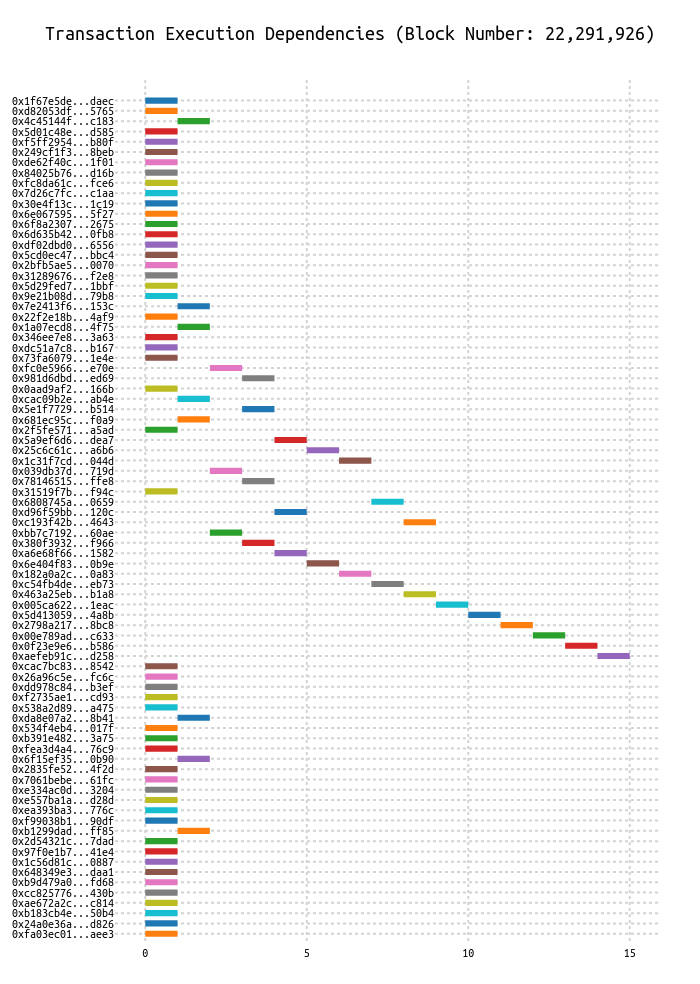 Transaction Execution Dependencies (Block Number: 22,291,926)
0x1f67e5de...daec
0xd82053df...5765
0x4c45144f...c183
0x5d01c48e...d585
0xf5ff2954...b80f
0x249cf1f3...8beb
0xde62f40c...1f01
0x84025b76...d16b
0xfc8da61c...fce6
0x7d26c7fc...c1aa
0x30e4f13c...1c19
0x6e067595...5f27
0x6f8a2307...2675
0x6d635b42...0fb8
0xdf02dbd0...6556
0x5cd0ec47...bbc4
0x2bfb5ae5...0070
0x31289676...f2e8
0x5d29fed7...1bbf
0x9e21b08d...79b8
0x7e2413f6...153c
0x22f2e18b...4af9
0x1a07ecd8...4f75
0x346ee7e8...3a63
0xdc51a7c8...b167
0x73fa6079...1e4e
0xfc0e5966...e70e
0x981d6dbd...ed69
0x0aad9af2...166b
0xcac09b2e...ab4e
0x5e1f7729...b514
0x681ec95c...f0a9
0x2f5fe571...a5ad
0x5a9ef6d6...dea7
0x25c6c61c...a6b6
0x1c31f7cd...044d
0x039db37d...719d
0x78146515...ffe8
0x31519f7b...f94c
0x6808745a...0659
0xd96f59bb...120c
0xc193f42b...4643
0xbb7c7192...60ae
0x380f3932...f966
0xa6e68f66...1582
0x6e404f83...0b9e
0x182a0a2c...0a83
0xc54fb4de...eb73
0x463a25eb...b1a8
0x005ca622...1eac
0x5d413059...4a8b
0x2798a217...8bc8
0x00e789ad...c633
0x0f23e9e6...b586
0xaefeb91c...d258
0xcac7bc83...8542
0x26a96c5e...fc6c
0xdd978c84...b3ef
0xf2735ae1...cd93
0x538a2d89...a475
0xda8e07a2...8b41
0x534f4eb4...017f
0xb391e482...3a75
0xfea3d4a4...76c9
0x6f15ef35...0b90
0x2835fe52...4f2d
0x7061bebe...61fc
0xe334ac0d...3204
0xe557ba1a...d28d
0xea393ba3...776c
0xf99038b1...90df
0xb1299dad...ff85
0x2d54321c...7dad
0x97f0e1b7...41e4
0x1c56d81c...0887
0x648349e3...daa1
0xb9d479a0...fd68
0xcc825776...430b
0xae672a2c...c814
0xb183cb4e...50b4
0x24a0e36a...d826
0xfa03ec01...aee3
0 5 10 15